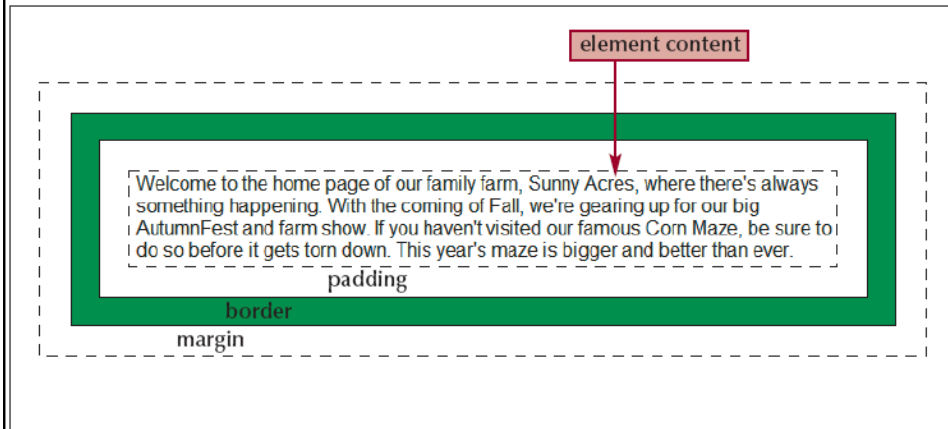 element content
Welcome to the home page of our family farm, Sunny Acres, where there's always
something happening. With the coming of Fall, we're gearing up for our big
AutumnFest and farm show. If you haven't visited our famous Corn Maze, be sure to
do so before it gets torn down. This year's maze is bigger and better than ever.
padding
border
margin